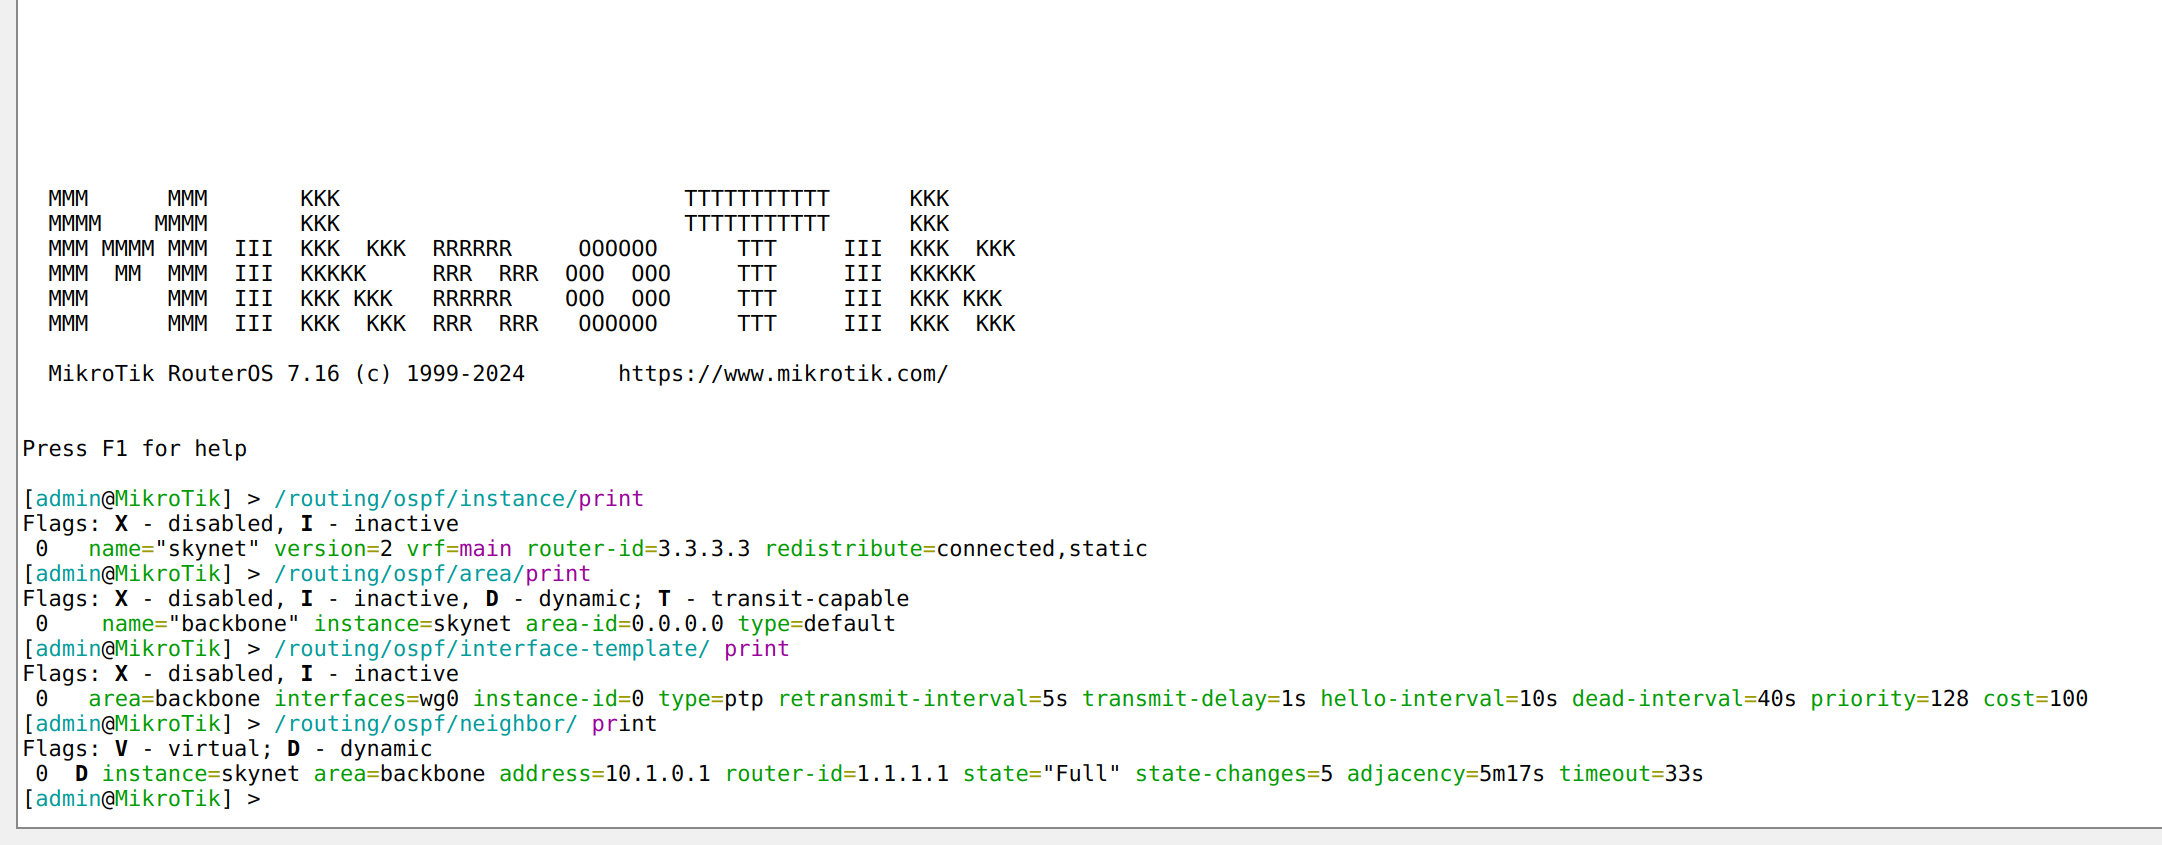 MMM      MMM       KKK                          TTTTTTTTTTT      KKK
  MMMM    MMMM       KKK                          TTTTTTTTTTT      KKK
  MMM MMMM MMM  III  KKK  KKK  RRRRRR     OOOOOO      TTT     III  KKK  KKK
  MMM  MM  MMM  III  KKKKK     RRR  RRR  OOO  OOO     TTT     III  KKKKK
  MMM      MMM  III  KKK KKK   RRRRRR    OOO  OOO     TTT     III  KKK KKK
  MMM      MMM  III  KKK  KKK  RRR  RRR   OOOOOO      TTT     III  KKK  KKK
  MikroTik RouterOS 7.16 (c) 1999-2024       https://www.mikrotik.com/
Press F1 for help
[admin@MikroTik] > /routing/ospf/instance/print
Flags: X - disabled, I - inactive
 0   name="skynet" version=2 vrf=main router-id=3.3.3.3 redistribute=connected,static
[admin@MikroTik] > /routing/ospf/area/print
Flags: X - disabled, I - inactive, D - dynamic; T - transit-capable
 0    name="backbone" instance=skynet area-id=0.0.0.0 type=default
[admin@MikroTik] > /routing/ospf/interface-template/ print
Flags: X - disabled, I - inactive
 0   area=backbone interfaces=wg0 instance-id=0 type=ptp retransmit-interval=5s transmit-delay=1s hello-interval=10s dead-interval=40s priority=128 cost=100
[admin@MikroTik] > /routing/ospf/neighbor/ print
Flags: V - virtual; D - dynamic
 0  D instance=skynet area=backbone address=10.1.0.1 router-id=1.1.1.1 state="Full" state-changes=5 adjacency=5m17s timeout=33s
[admin@MikroTik] >